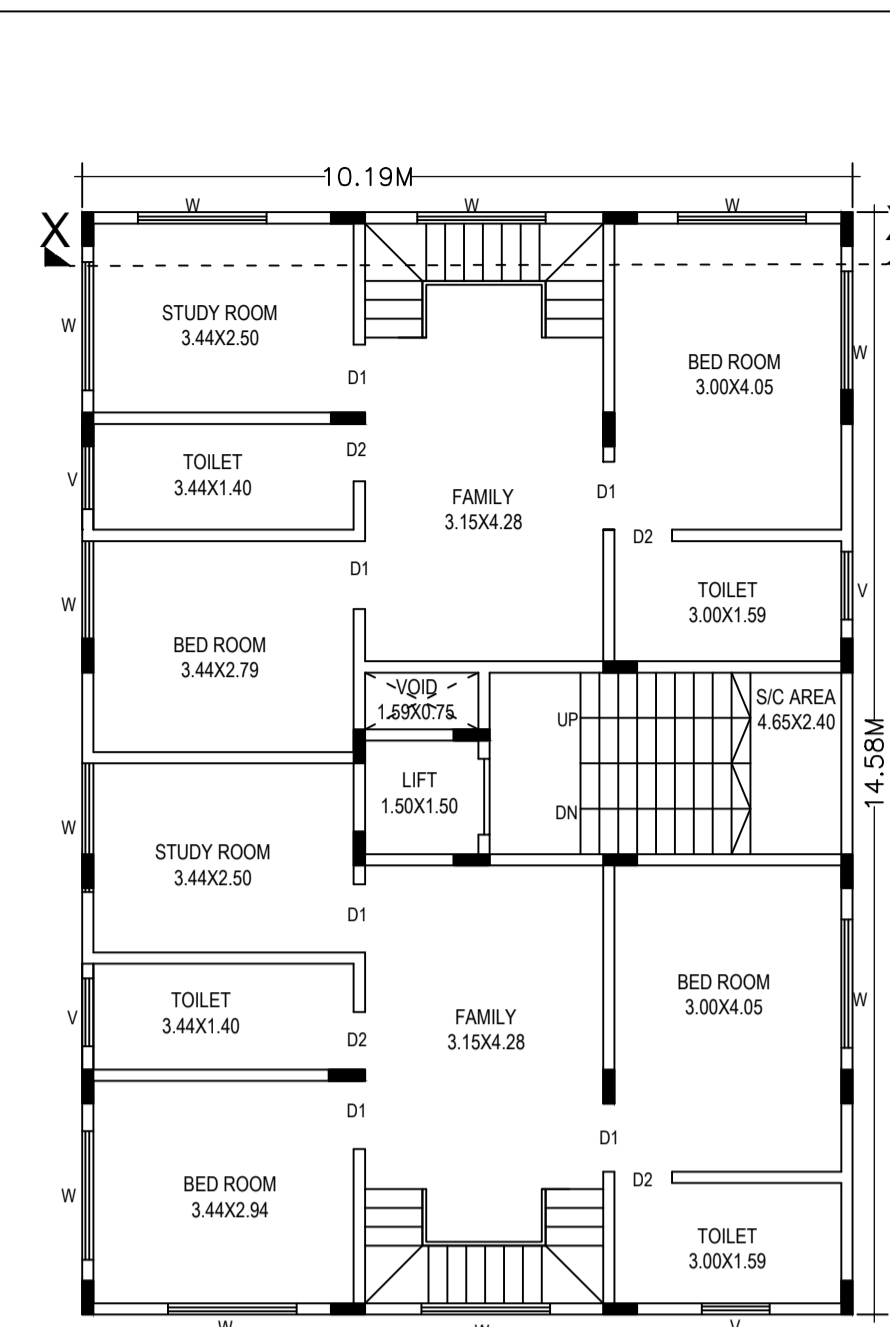 10.19M
W
W
W
X
STUDY ROOM
3.44X2.50
W
D1
BED ROOM
3.00X4.05
W
TOILET
3.44X1.40
V
D2
FAMILY
3.15X4.28
D1
D2
D1
W
TOILET
3.00X1.59
V
BED ROOM
3.44X2.79
VOID
1.59X0.75
UP
S/C AREA
4.65X2.40
14.58M
LIFT
1.50X1.50
DN
W
STUDY ROOM
3.44X2.50
D1
BED ROOM
3.00X4.05
W
TOILET
3.44X1.40
V
D2
FAMILY
3.15X4.28
D1
D1
D2
W
BED ROOM
3.44X2.94
TOILET
3.00X1.59
W
W
V